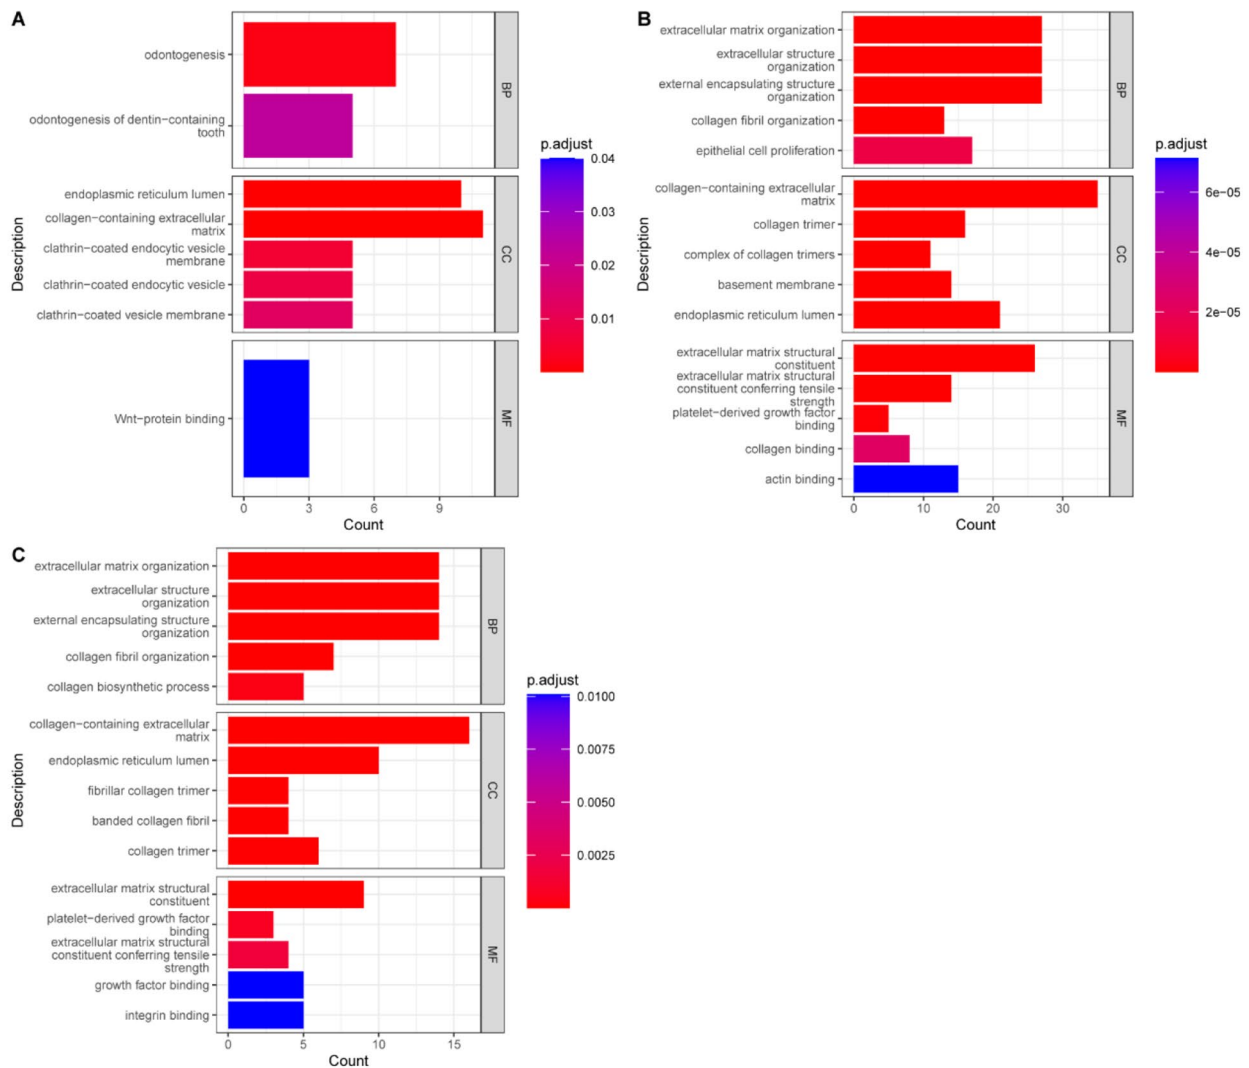 A
odontogenesis
odontogenesis of dentin-containing
tooth
BP
endoplasmic reticulum lumen
collagen-containing extracellular
matrix
clathrin-coated endocytic vesicle
membrane
clathrin-coated endocytic vesicle
clathrin-coated vesicle membrane
CC
Wnt-protein binding
MF
Description
0 3 6 9
Count
p.adjust
0.04
0.03
0.02
0.01
B
extracellular matrix organization
extracellular structure
organization
external encapsulating structure
organization
collagen fibril organization
epithelial cell proliferation
BP
collagen-containing extracellular
matrix
collagen trimer
complex of collagen trimers
basement membrane
endoplasmic reticulum lumen
CC
extracellular matrix structural
constituent
extracellular matrix structural
constituent conferring tensile
strength
platelet-derived growth factor
binding
collagen binding
actin binding
MF
Description
0 10 20 30
Count
p.adjust
6e-05
4e-05
2e-05
C
extracellular matrix organization
extracellular structure
organization
external encapsulating structure
organization
collagen fibril organization
collagen biosynthetic process
BP
collagen-containing extracellular
matrix
endoplasmic reticulum lumen
fibrillar collagen trimer
banded collagen fibril
collagen trimer
CC
extracellular matrix structural
constituent
platelet-derived growth factor
binding
extracellular matrix structural
constituent conferring tensile
strength
growth factor binding
integrin binding
MF
Description
0 5 10 15
Count
p.adjust
0.0100
0.0075
0.0050
0.0025